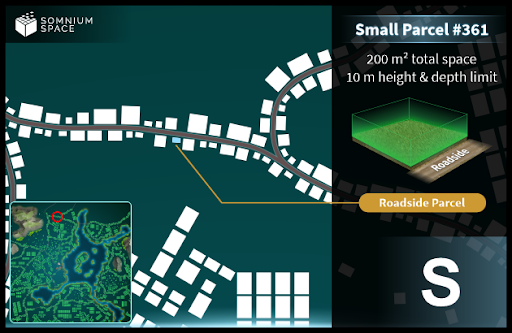 SOMNIUM
SPACE
Small Parcel #361
200 m² total space
10 m height & depth limit
Roadside
Roadside Parcel
S